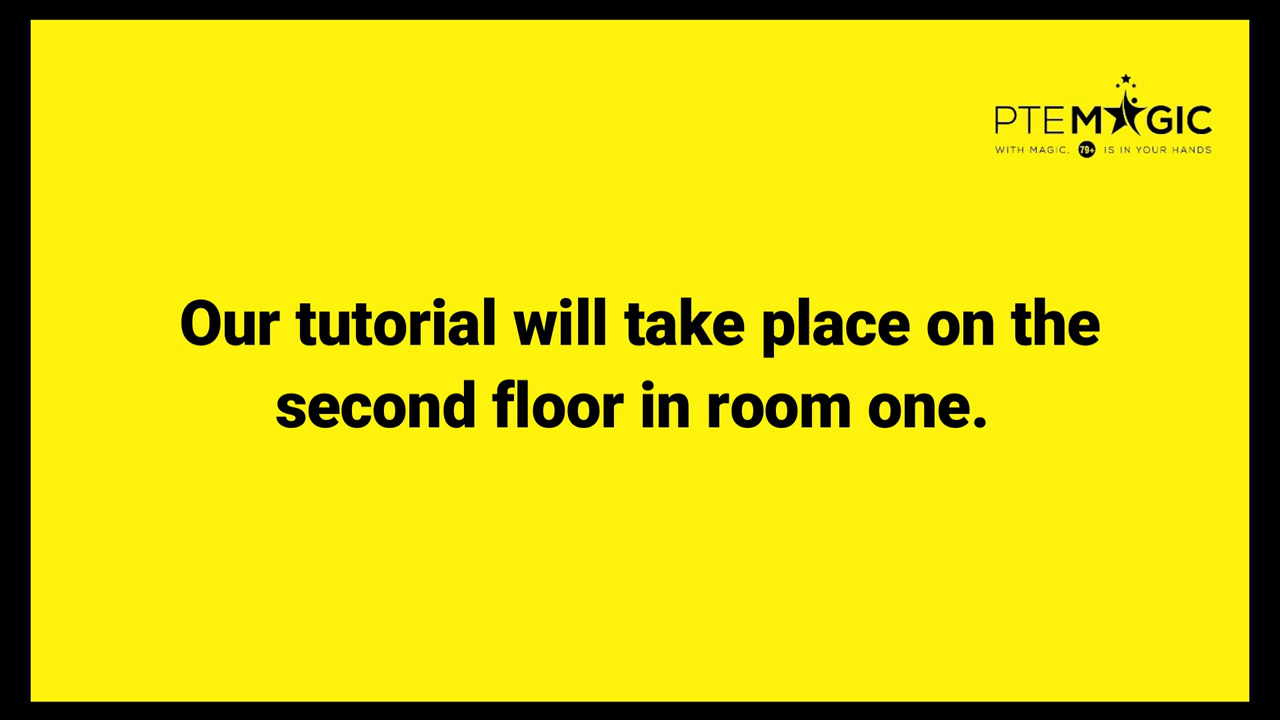 PTEMAGIC
WITH MAGIC, 79+ IS IN YOUR HANDS
Our tutorial will take place on the
second floor in room one.